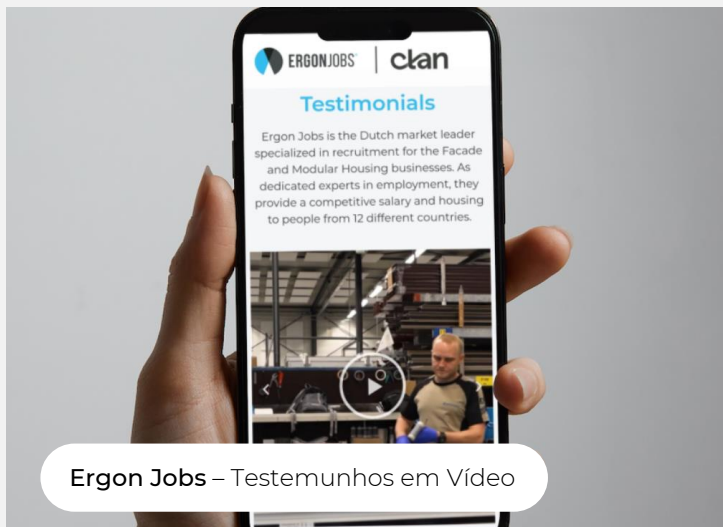 ERGONJOBS
clan
Testimonials
Ergon Jobs is the Dutch market leader
specialized in recruitment for the Facade
and Modular Housing businesses. As
dedicated experts in employment, they
provide a competitive salary and housing
to people from 12 different countries.
Ergon Jobs – Testemunhos em Vídeo